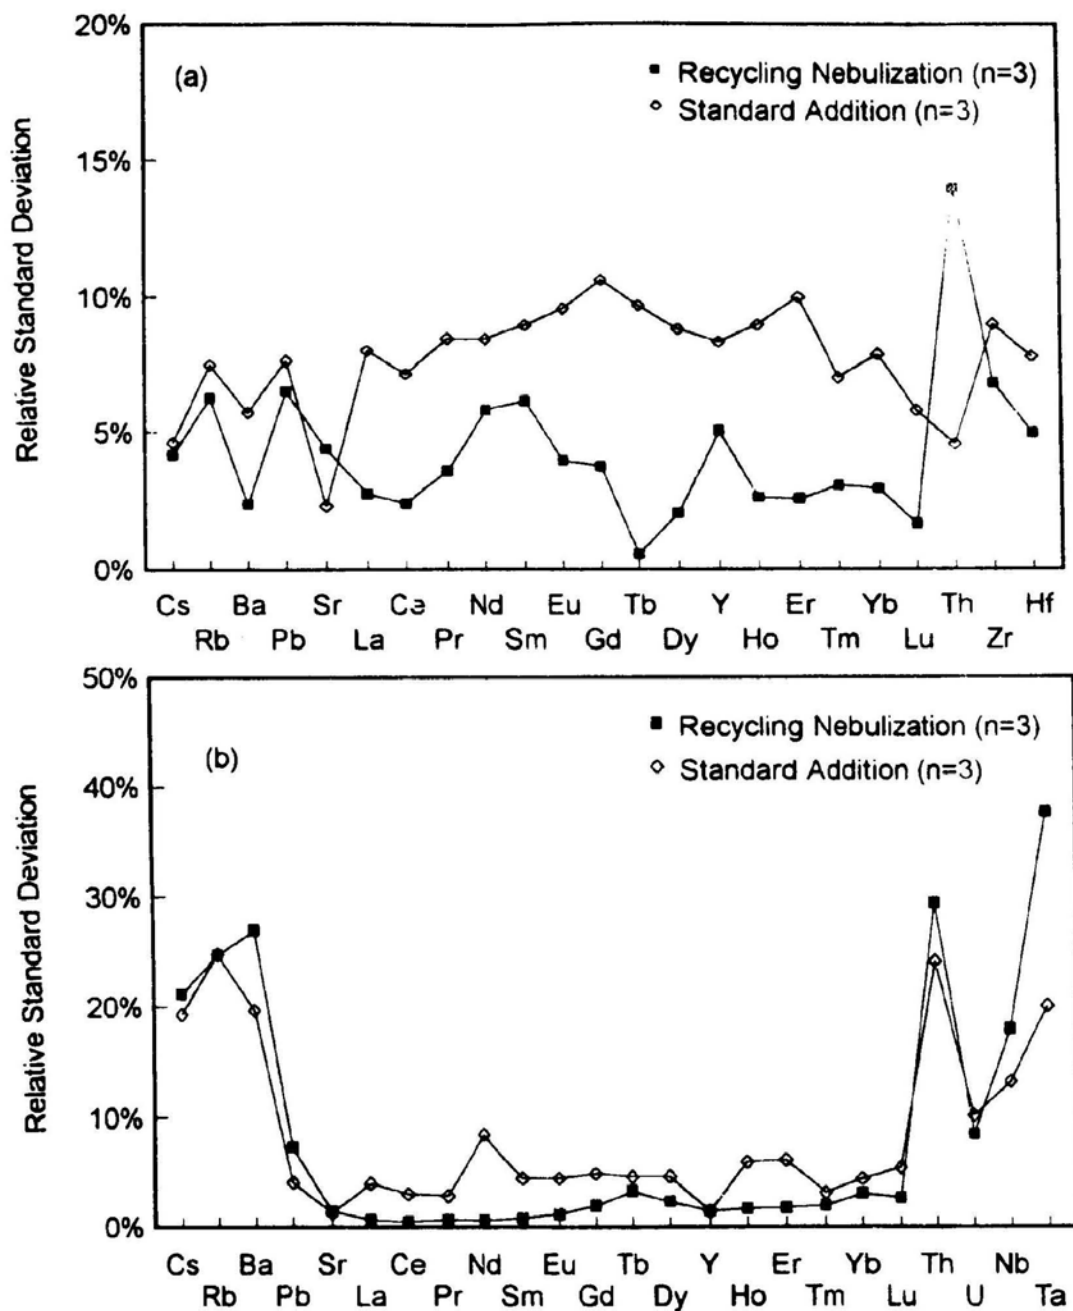 20%
(a)
■ Recycling Nebulization (n=3)
◇ Standard Addition (n=3)
15%
Relative Standard Deviation
10%
5%
0%
Cs Ba Sr Ce Nd Eu Tb Y Er Yb Th Hf
Rb Pb La Pr Sm Gd Dy Ho Tm Lu Zr
50%
(b)
■ Recycling Nebulization (n=3)
◇ Standard Addition (n=3)
40%
Relative Standard Deviation
30%
20%
10%
0%
Cs Ba Sr Ce Nd Eu Tb Y Er Yb Th Nb
Rb Pb La Pr Sm Gd Dy Ho Tm Lu U Ta